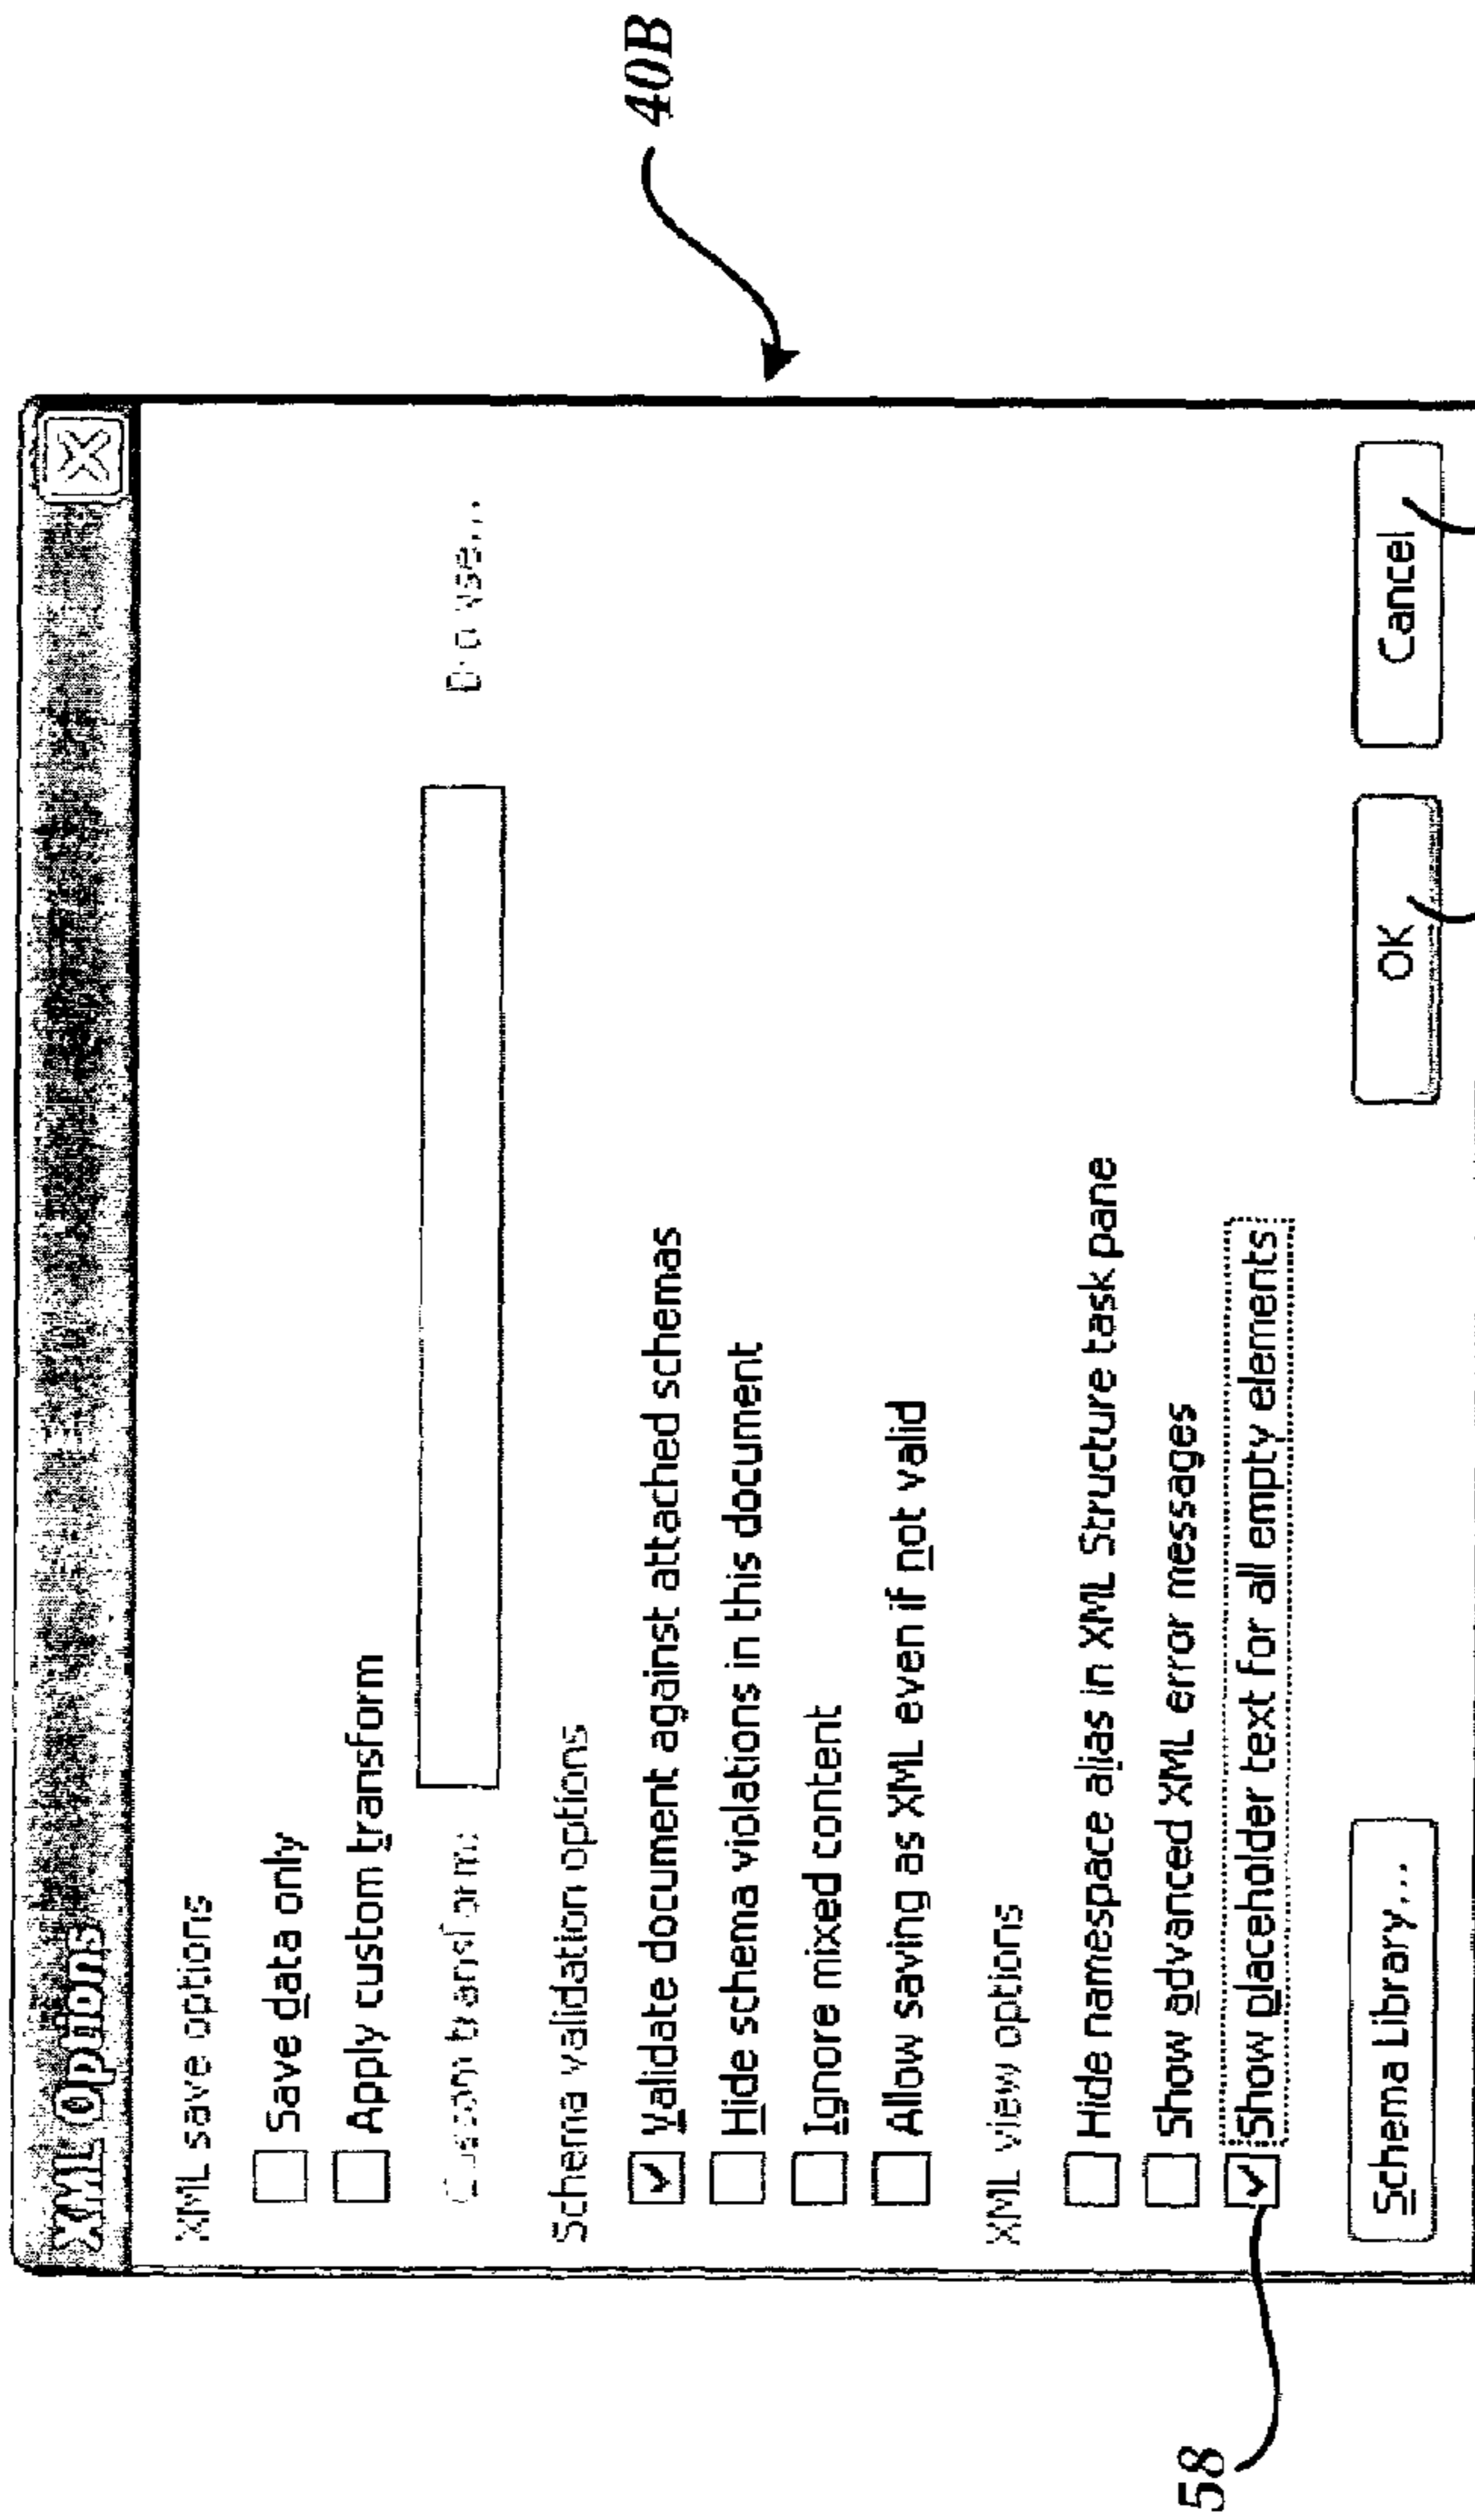 40B
XML Options
XML save options
Save data only
Apply custom transform
Custom transform:
Browse...
Schema validation options
Validate document against attached schemas
Hide schema violations in this document
Ignore mixed content
Allow saving as XML even if not valid
XML view options
Hide namespace alias in XML Structure task pane
Show advanced XML error messages
Show placeholder text for all empty elements
58
Schema Library...
OK
Cancel